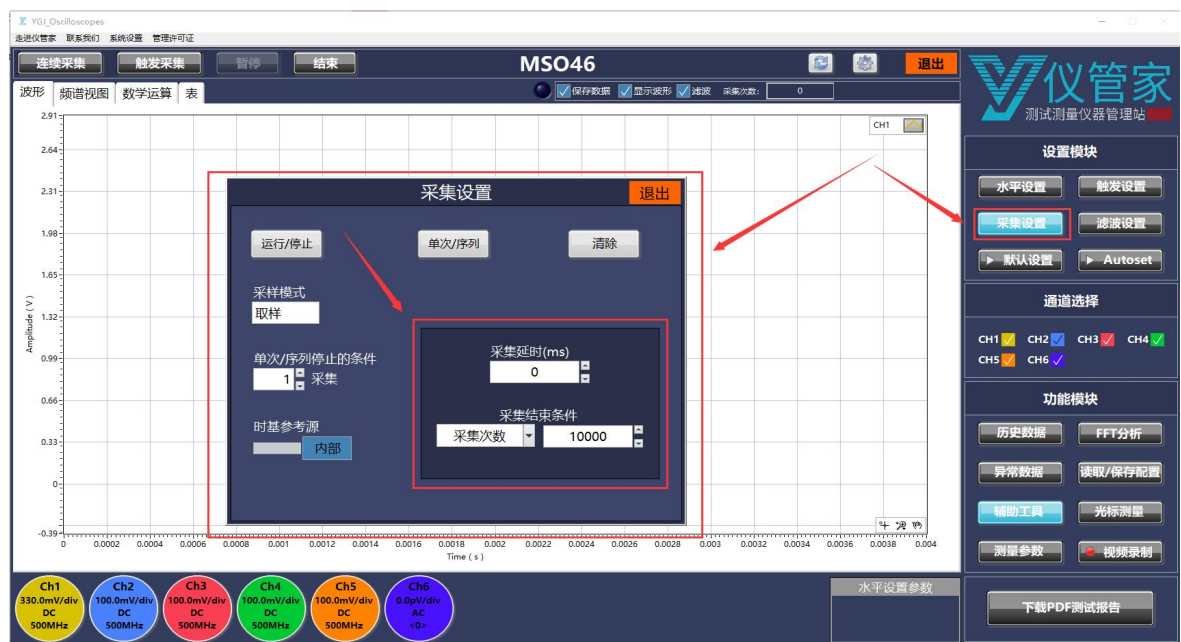 YGJ_Oscilloscopes
走进仪管家 联系我们 系统设置 管理许可证
连续采集 触发采集 暂停 结束 MSO46 退出
波形 频谱视图 数学运算 表 保存数据 显示波形 滤波 采集次数: 0
仪管家
测试测量仪器管理站
CH1
2.91
2.64
2.31
1.98
1.65
1.32
0.99
0.66
0.33
0
-0.39
Amplitude ( V )
0 0.0002 0.0004 0.0006 0.0008 0.001 0.0012 0.0014 0.0016 0.0018 0.002 0.0022 0.0024 0.0026 0.0028 0.003 0.0032 0.0034 0.0036 0.0038 0.004
Time ( s )
采集设置 退出
运行/停止 单次/序列 清除
采样模式
取样
单次/序列停止的条件
1 采集
时基参考源
内部
采集延时(ms)
0
采集结束条件
采集次数 10000
设置模块
水平设置 触发设置
采集设置 滤波设置
默认设置 Autoset
通道选择
CH1 CH2 CH3 CH4
CH5 CH6
功能模块
历史数据 FFT分析
异常数据 读取/保存配置
辅助工具 光标测量
测量参数 视频录制
下载PDF测试报告
Ch1
330.0mV/div
DC
500MHz
Ch2
100.0mV/div
DC
500MHz
Ch3
100.0mV/div
DC
500MHz
Ch4
100.0mV/div
DC
500MHz
Ch5
100.0mV/div
DC
500MHz
Ch6
0.0pV/div
AC
<0>
水平设置参数